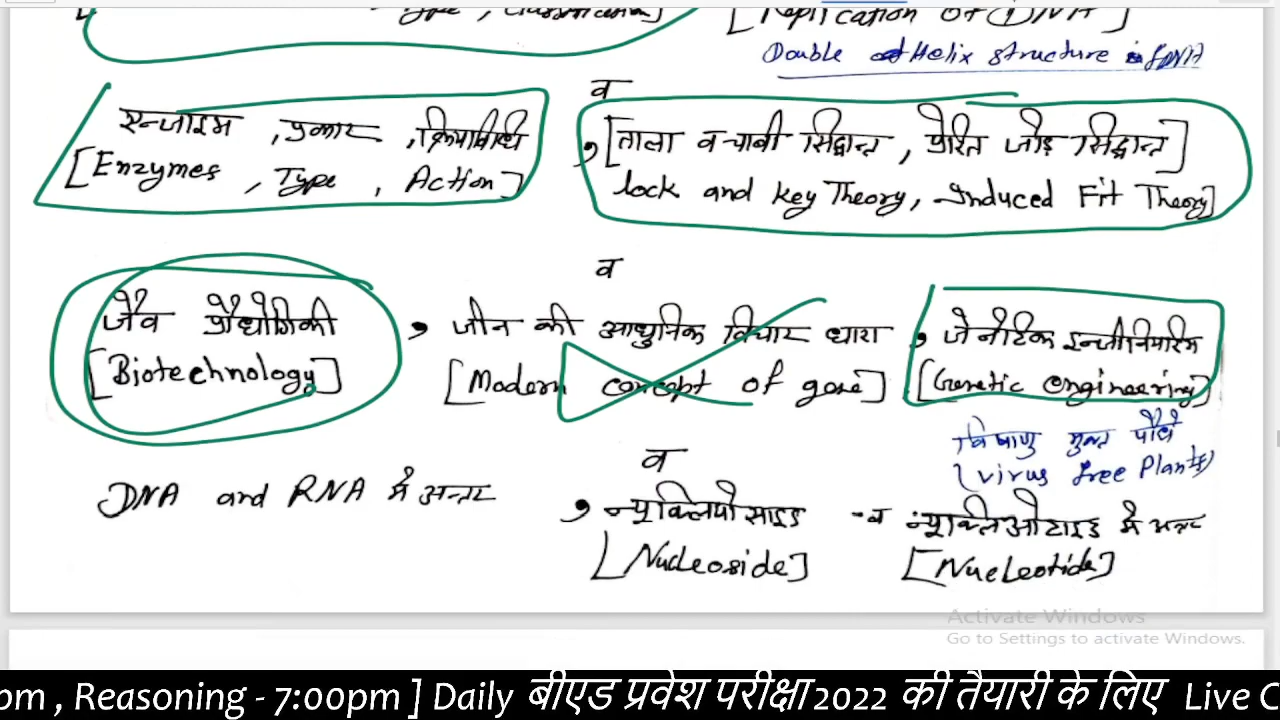 Type , Classification] [Replication of DNA]
Double Helix structure of DNA
व
एन्जाइम , प्रकार , क्रियाविधि , [ताला व चाबी सिद्धान्त , प्रेरित जोड़ सिद्धान्त]
[Enzymes , Type , Action] lock and key Theory, Induced Fit Theory]
व
जैव प्रौद्योगिकी , जीन की आधुनिक विचार धारा , जेनेटिक इन्जीनियरिंग
[Biotechnology] [Modern concept of gene] [Genetic engineering]
विषाणु मुक्त पौधे
(virus free Plants)
व
DNA and RNA में अन्तर , न्यूक्लियोसाइड व न्यूक्लिओटाइड में अन्तर
[Nucleoside] [Nucleotide]
Activate Windows
Go to Settings to activate Windows.
pm , Reasoning - 7:00pm ] Daily बीएड प्रवेश परीक्षा 2022 की तैयारी के लिए Live C